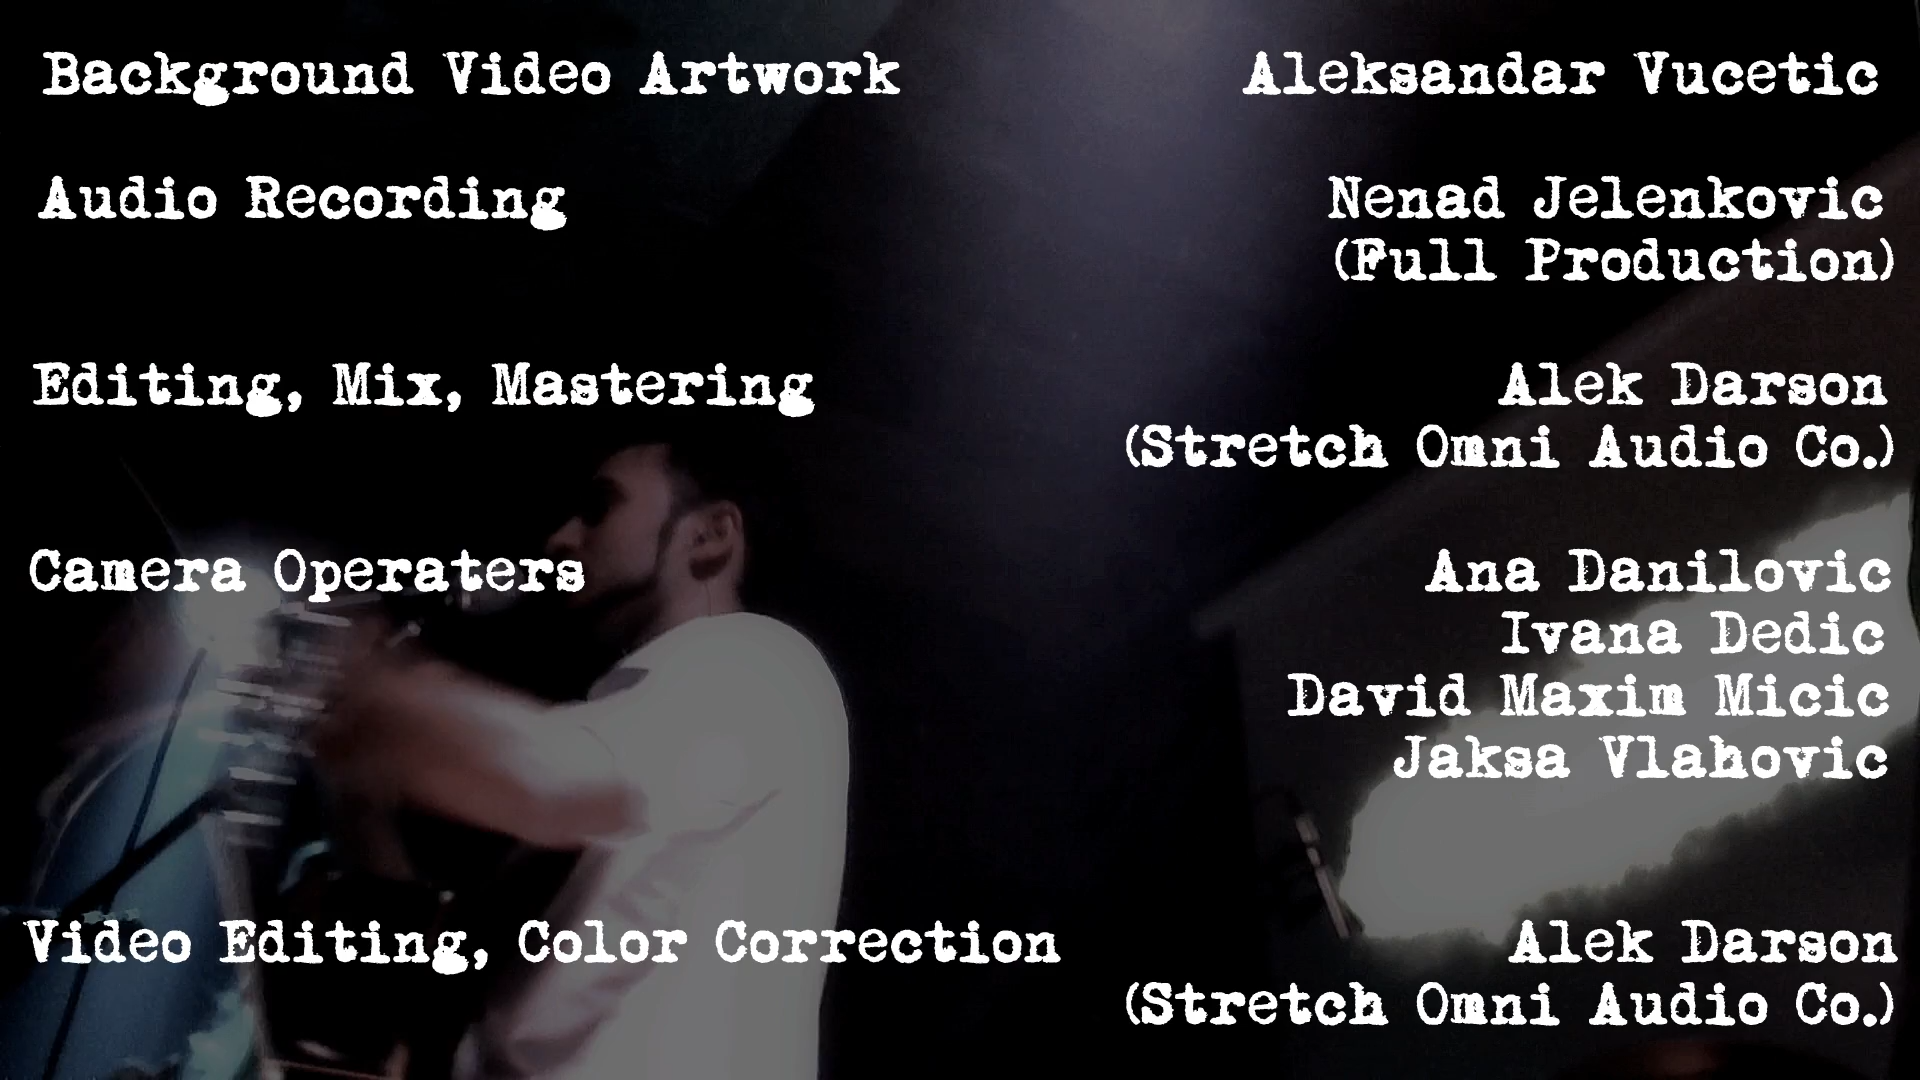 Background Video Artwork Aleksandar Vucetic
Audio Recording Nenad Jelenkovic
(Full Production)
Editing, Mix, Mastering Alek Darson
(Stretch Omni Audio Co.)
Camera Operaters Ana Danilovic
Ivana Dedic
David Maxim Micic
Jaksa Vlahovic
Video Editing, Color Correction Alek Darson
(Stretch Omni Audio Co.)